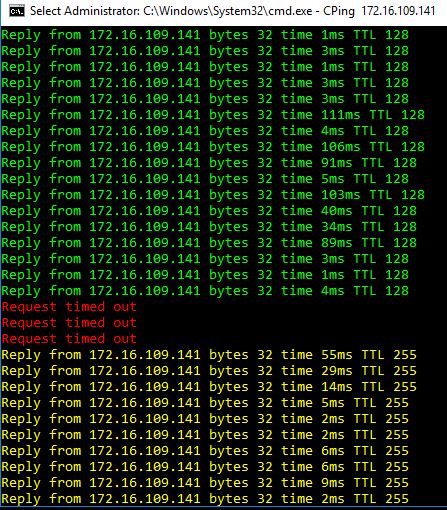 Select Administrator: C:\Windows\System32\cmd.exe - CPing 172.16.109.141
Reply from 172.16.109.141 bytes 32 time 1ms TTL 128
Reply from 172.16.109.141 bytes 32 time 3ms TTL 128
Reply from 172.16.109.141 bytes 32 time 1ms TTL 128
Reply from 172.16.109.141 bytes 32 time 3ms TTL 128
Reply from 172.16.109.141 bytes 32 time 3ms TTL 128
Reply from 172.16.109.141 bytes 32 time 111ms TTL 128
Reply from 172.16.109.141 bytes 32 time 4ms TTL 128
Reply from 172.16.109.141 bytes 32 time 106ms TTL 128
Reply from 172.16.109.141 bytes 32 time 91ms TTL 128
Reply from 172.16.109.141 bytes 32 time 5ms TTL 128
Reply from 172.16.109.141 bytes 32 time 103ms TTL 128
Reply from 172.16.109.141 bytes 32 time 40ms TTL 128
Reply from 172.16.109.141 bytes 32 time 34ms TTL 128
Reply from 172.16.109.141 bytes 32 time 89ms TTL 128
Reply from 172.16.109.141 bytes 32 time 3ms TTL 128
Reply from 172.16.109.141 bytes 32 time 1ms TTL 128
Reply from 172.16.109.141 bytes 32 time 4ms TTL 128
Request timed out
Request timed out
Request timed out
Reply from 172.16.109.141 bytes 32 time 55ms TTL 255
Reply from 172.16.109.141 bytes 32 time 29ms TTL 255
Reply from 172.16.109.141 bytes 32 time 14ms TTL 255
Reply from 172.16.109.141 bytes 32 time 5ms TTL 255
Reply from 172.16.109.141 bytes 32 time 2ms TTL 255
Reply from 172.16.109.141 bytes 32 time 2ms TTL 255
Reply from 172.16.109.141 bytes 32 time 6ms TTL 255
Reply from 172.16.109.141 bytes 32 time 6ms TTL 255
Reply from 172.16.109.141 bytes 32 time 9ms TTL 255
Reply from 172.16.109.141 bytes 32 time 2ms TTL 255